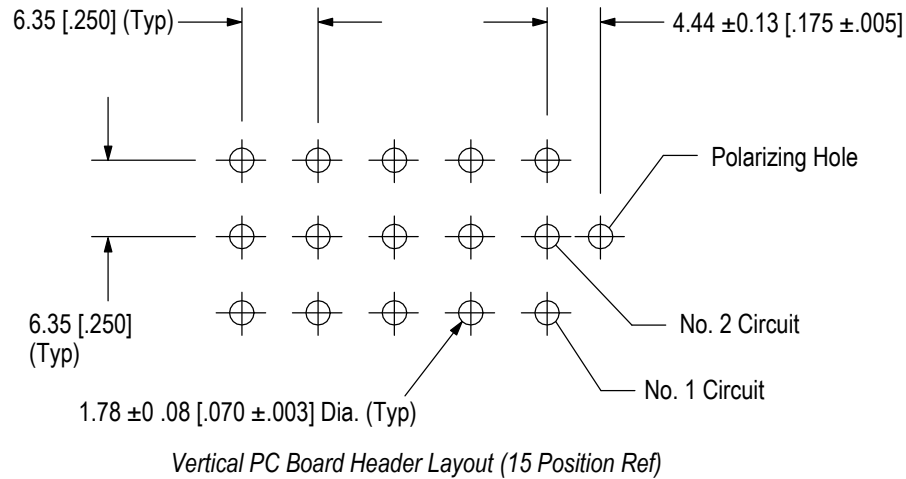 6.35 [.250] (Typ)
4.44 ±0.13 [.175 ±.005]
Polarizing Hole
6.35 [.250]
(Typ)
No. 2 Circuit
No. 1 Circuit
1.78 ±0 .08 [.070 ±.003] Dia. (Typ)
Vertical PC Board Header Layout (15 Position Ref)